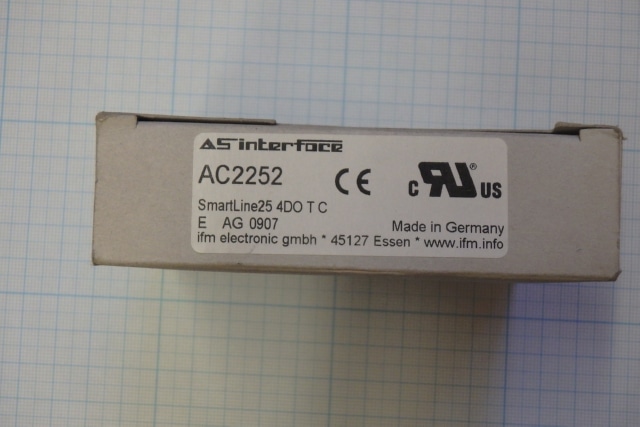 AS interface
AC2252
CE
c RU® US
SmartLine25 4DO T C
E AG 0907
Made in Germany
ifm electronic gmbh * 45127 Essen * www.ifm.info